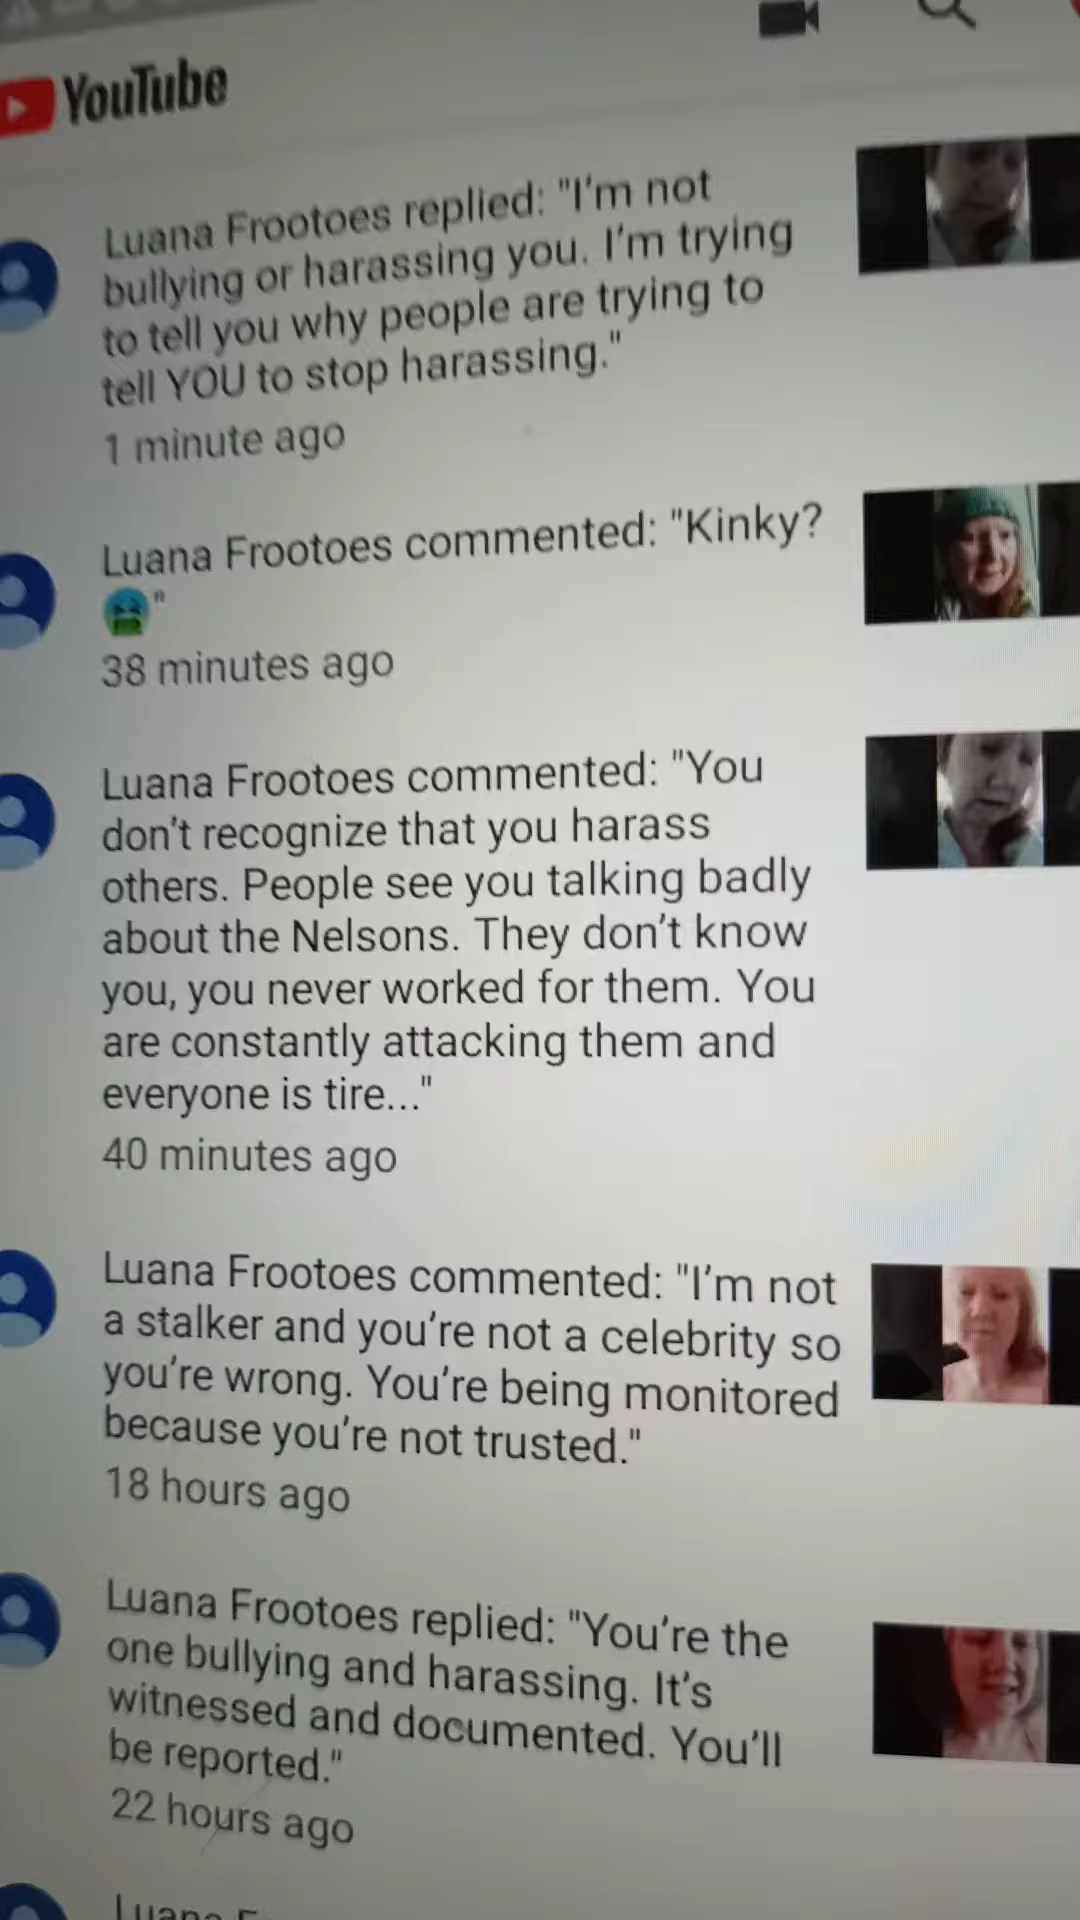 YouTube
Luana Frootoes replied: "I'm not
bullying or harassing you. I'm trying
to tell you why people are trying to
tell YOU to stop harassing."
1 minute ago
Luana Frootoes commented: "Kinky?
🤮"
38 minutes ago
Luana Frootoes commented: "You
don't recognize that you harass
others. People see you talking badly
about the Nelsons. They don't know
you, you never worked for them. You
are constantly attacking them and
everyone is tire..."
40 minutes ago
Luana Frootoes commented: "I'm not
a stalker and you're not a celebrity so
you're wrong. You're being monitored
because you're not trusted."
18 hours ago
Luana Frootoes replied: "You're the
one bullying and harassing. It's
witnessed and documented. You'll
be reported."
22 hours ago